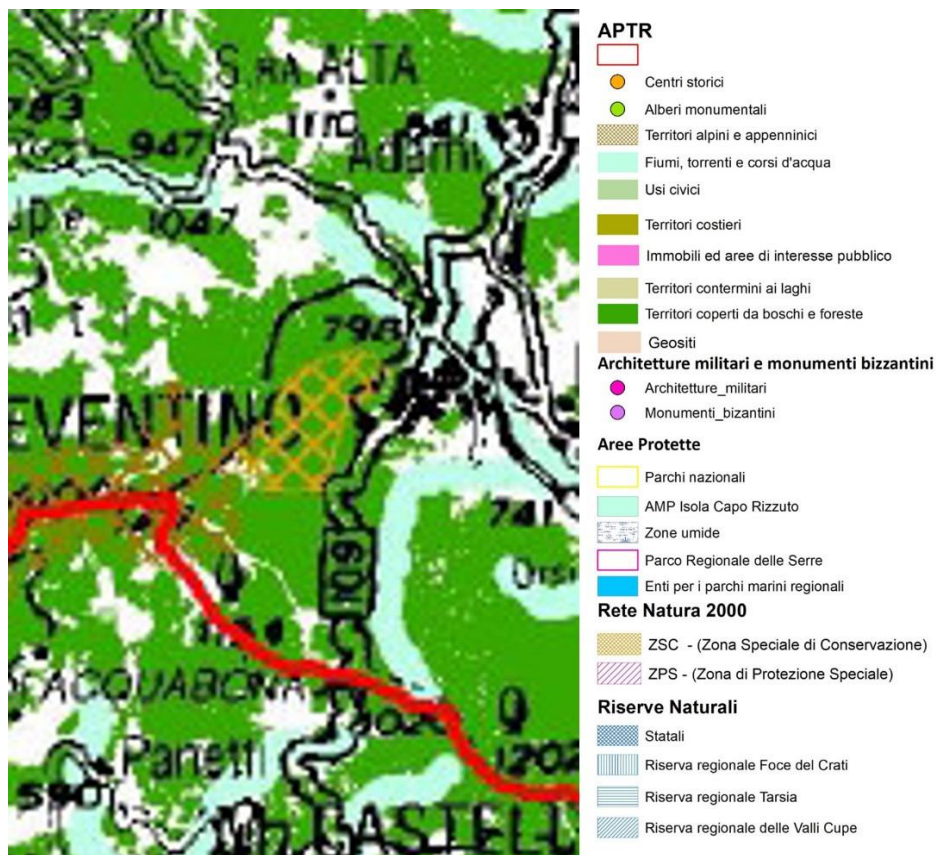 S.RA ALTA
947
1047
798
EVENTINO
741
109
ACQUABONA
Panetti
1202
CASTELL
APTR
Centri storici
Alberi monumentali
Territori alpini e appenninici
Fiumi, torrenti e corsi d'acqua
Usi civici
Territori costieri
Immobili ed aree di interesse pubblico
Territori contermini ai laghi
Territori coperti da boschi e foreste
Geositi
Architetture militari e monumenti bizzantini
Architetture_militari
Monumenti_bizantini
Aree Protette
Parchi nazionali
AMP Isola Capo Rizzuto
Zone umide
Parco Regionale delle Serre
Enti per i parchi marini regionali
Rete Natura 2000
ZSC - (Zona Speciale di Conservazione)
ZPS - (Zona di Protezione Speciale)
Riserve Naturali
Statali
Riserva regionale Foce del Crati
Riserva regionale Tarsia
Riserva regionale delle Valli Cupe